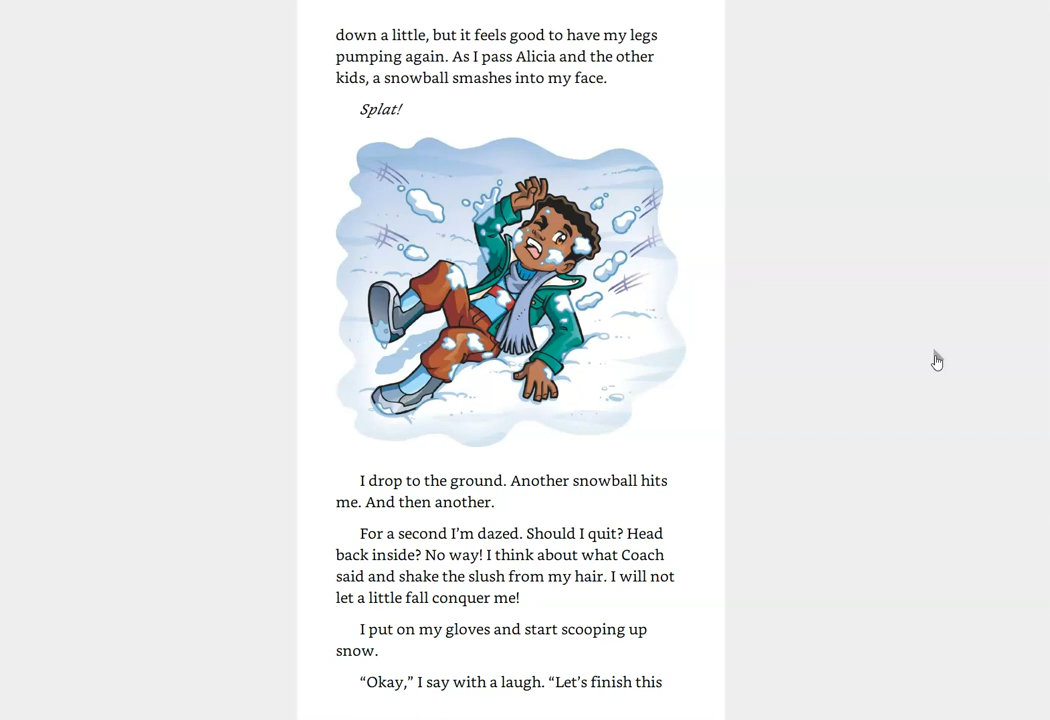 down a little, but it feels good to have my legs
pumping again. As I pass Alicia and the other
kids, a snowball smashes into my face.
Splat!
I drop to the ground. Another snowball hits
me. And then another.
For a second I’m dazed. Should I quit? Head
back inside? No way! I think about what Coach
said and shake the slush from my hair. I will not
let a little fall conquer me!
I put on my gloves and start scooping up
snow.
“Okay,” I say with a laugh. “Let’s finish this